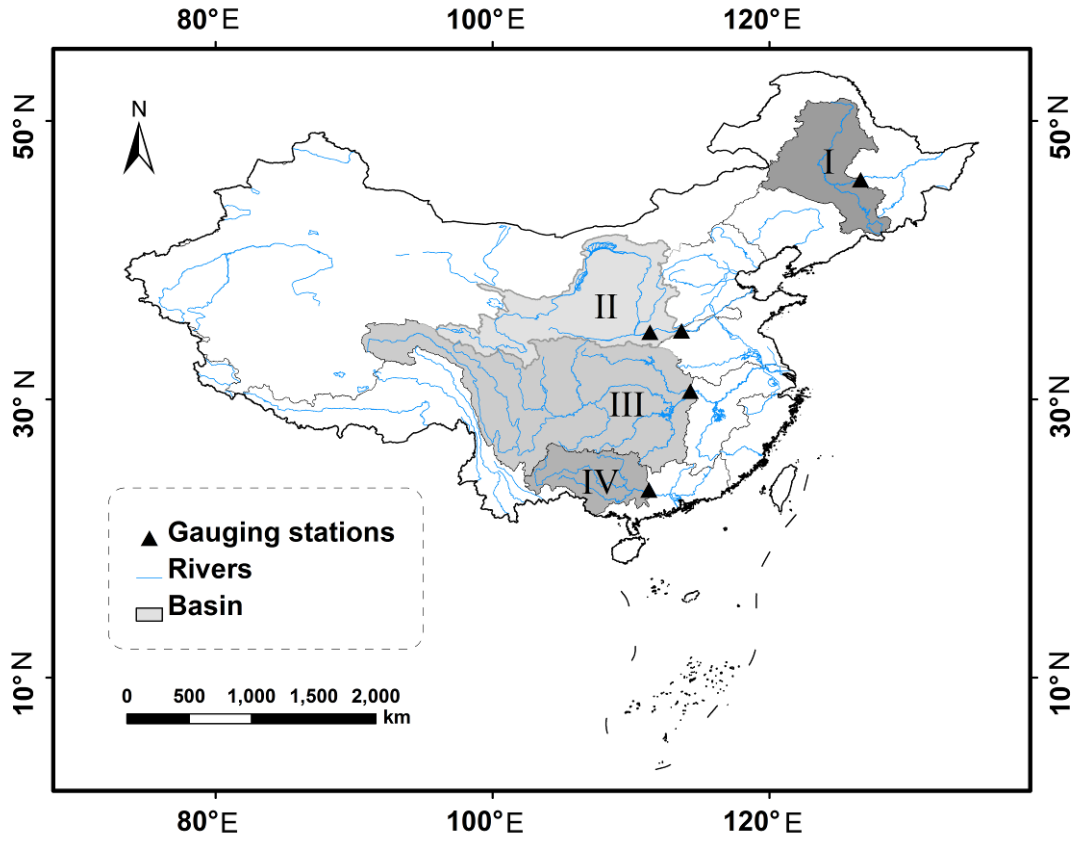 80°E 100°E 120°E
50°N 50°N
N
I
II
30°N III 30°N
IV
Gauging stations
Rivers
Basin
10°N 10°N
0 500 1,000 1,500 2,000
km
80°E 100°E 120°E